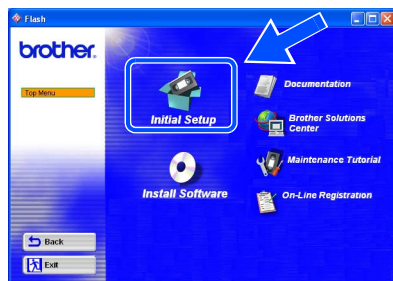 Flash
brother.
Top Menu
Initial Setup
Install Software
Documentation
Brother Solutions
Center
Maintenance Tutorial
On-Line Registration
Back
Exit